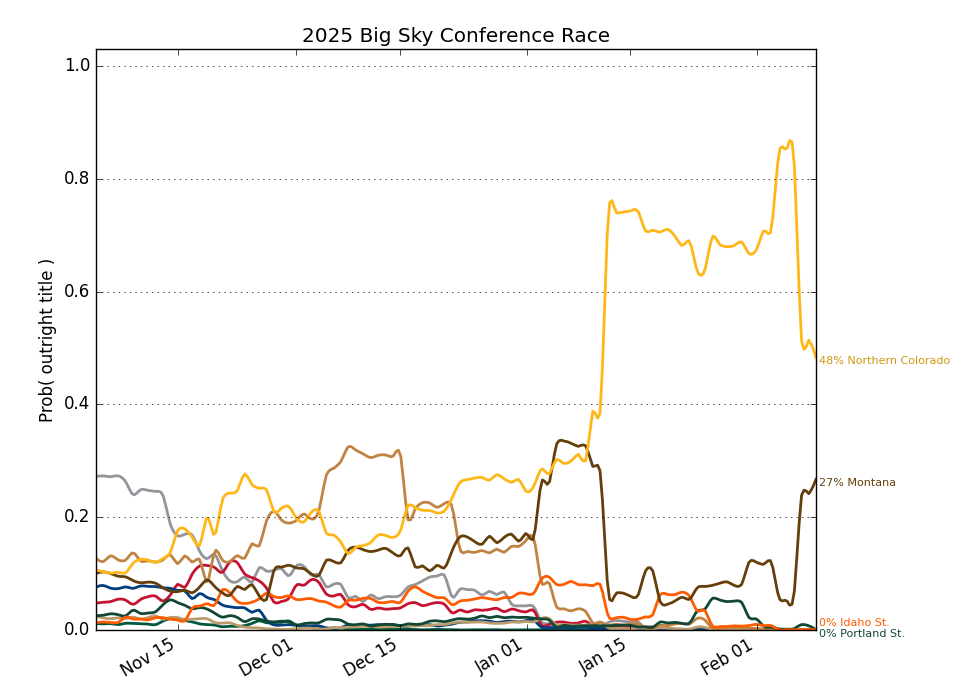 2025 Big Sky Conference Race
Prob( outright title )
1.0
0.8
0.6
0.4
0.2
0.0
48% Northern Colorado
27% Montana
0% Idaho St.
0% Portland St.
Nov 15
Dec 01
Dec 15
Jan 01
Jan 15
Feb 01